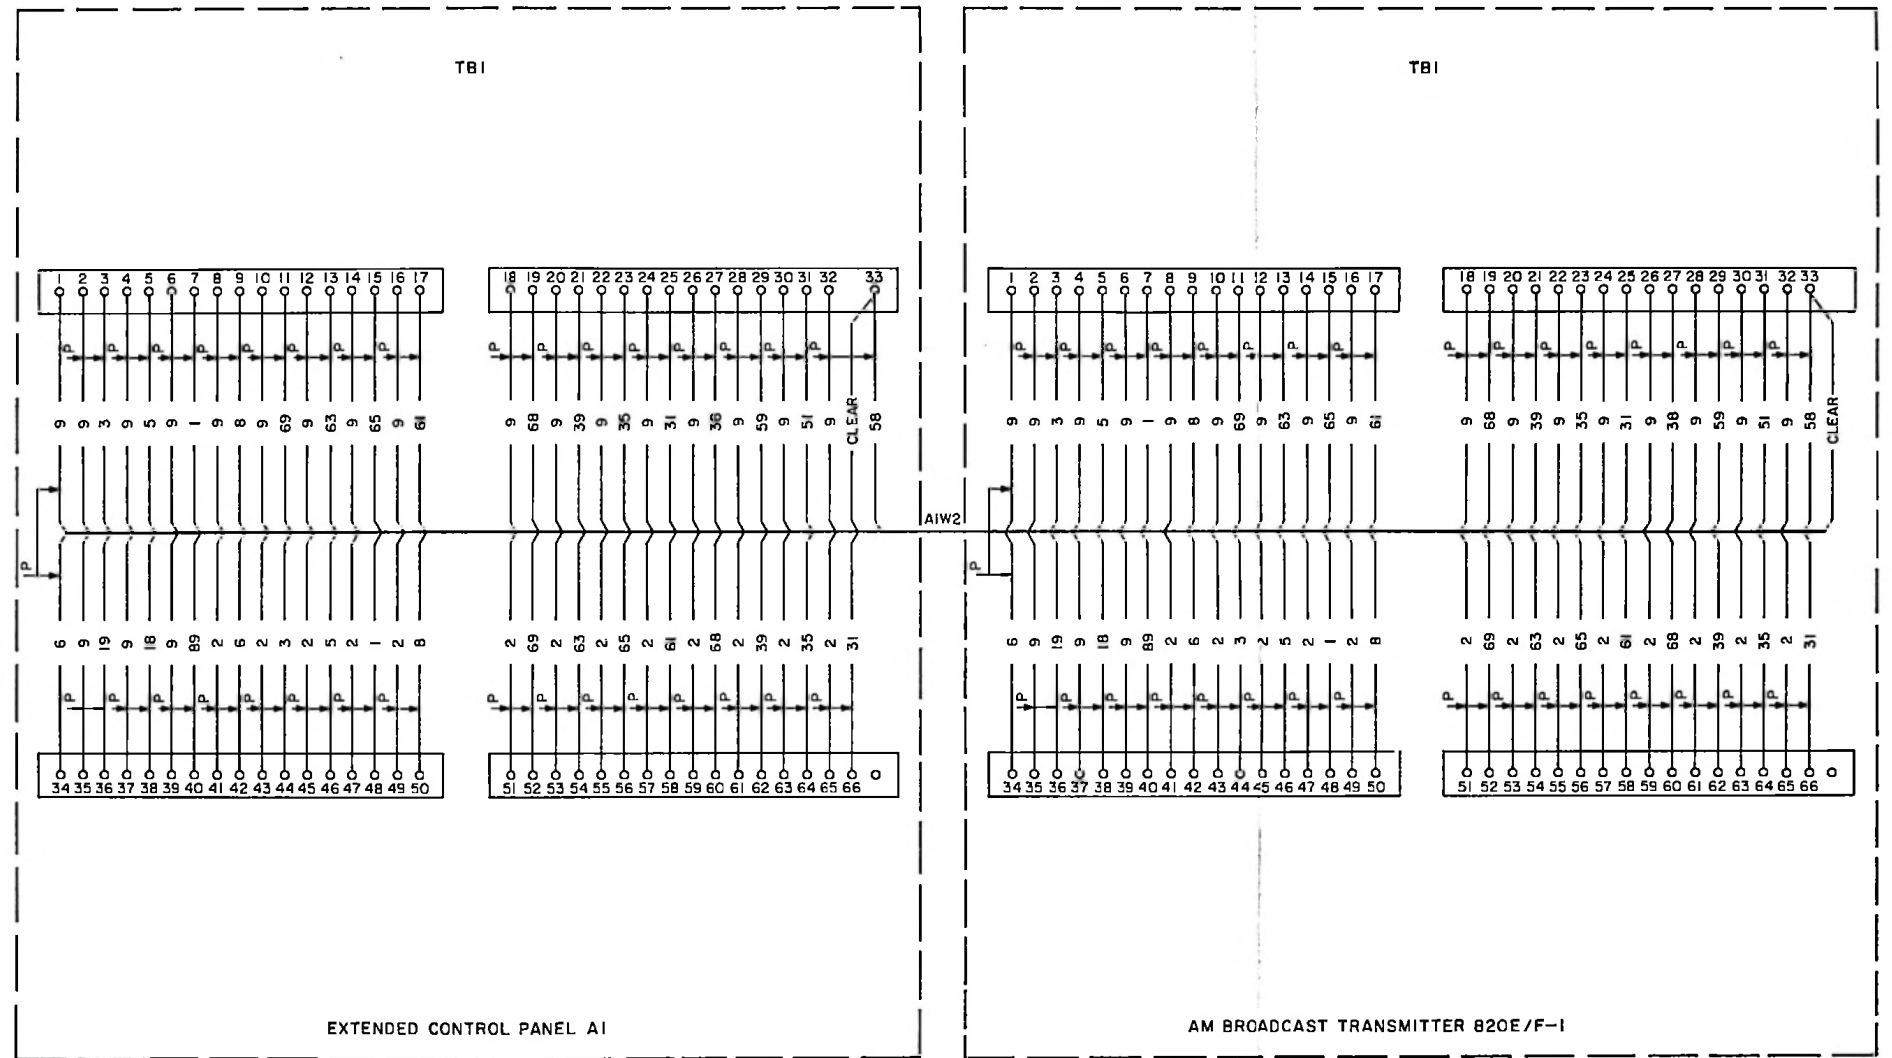 TB1 TB1
1 2 3 4 5 6 7 8 9 10 11 12 13 14 15 16 17 18 19 20 21 22 23 24 25 26 27 28 29 30 31 32 33 1 2 3 4 5 6 7 8 9 10 11 12 13 14 15 16 17 18 19 20 21 22 23 24 25 26 27 28 29 30 31 32 33
P P P P P P P P P P P P P P P P P P P P P P P P P P P P P P P P
9 9 3 9 5 9 1 9 8 9 69 9 63 9 65 9 61 9 68 9 39 9 35 9 31 9 38 9 59 9 51 9 CLEAR 58 9 9 3 9 5 9 1 9 8 9 69 9 63 9 65 9 61 9 68 9 39 9 35 9 31 9 38 9 59 9 51 9 58 CLEAR
A1W2
P P
6 9 19 9 18 9 89 2 6 2 3 2 5 2 1 2 8 2 69 2 63 2 65 2 61 2 68 2 39 2 35 2 31 6 9 19 9 18 9 89 2 6 2 3 2 5 2 1 2 8 2 69 2 63 2 65 2 61 2 68 2 39 2 35 2 31
P P P P P P P P P P P P P P P P P P P P P P P P P P P P P P P P
34 35 36 37 38 39 40 41 42 43 44 45 46 47 48 49 50 51 52 53 54 55 56 57 58 59 60 61 62 63 64 65 66 34 35 36 37 38 39 40 41 42 43 44 45 46 47 48 49 50 51 52 53 54 55 56 57 58 59 60 61 62 63 64 65 66
EXTENDED CONTROL PANEL A1 AM BROADCAST TRANSMITTER 820E/F-1